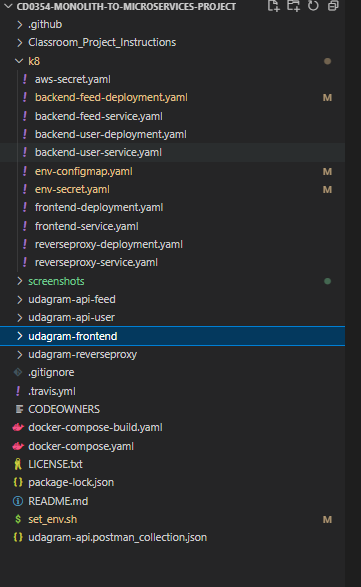 CD0354-MONOLITH-TO-MICROSERVICES-PROJECT
.github
Classroom_Project_Instructions
k8
! aws-secret.yaml
! backend-feed-deployment.yaml M
! backend-feed-service.yaml
! backend-user-deployment.yaml
! backend-user-service.yaml
! env-configmap.yaml M
! env-secret.yaml M
! frontend-deployment.yaml
! frontend-service.yaml
! reverseproxy-deployment.yaml
! reverseproxy-service.yaml
screenshots
udagram-api-feed
udagram-api-user
udagram-frontend
udagram-reverseproxy
.gitignore
! .travis.yml
CODEOWNERS
docker-compose-build.yaml
docker-compose.yaml
LICENSE.txt
{} package-lock.json
README.md
$ set_env.sh M
{} udagram-api.postman_collection.json